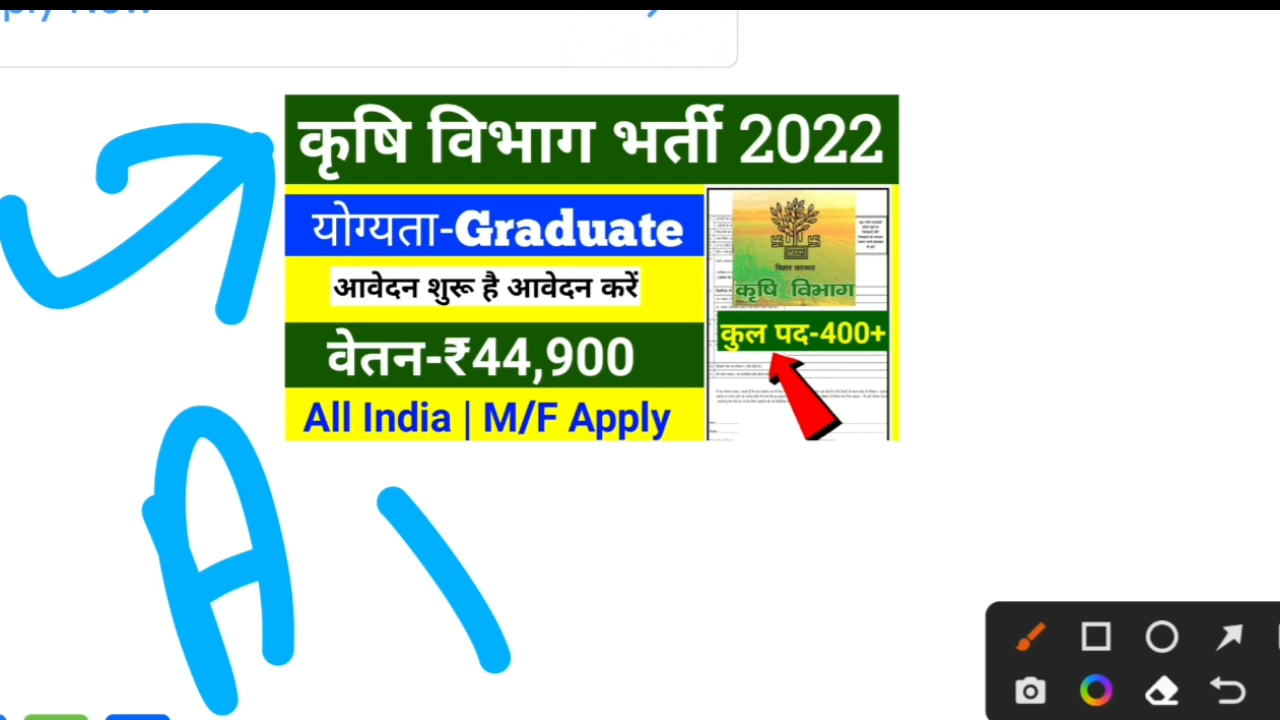 कृषि विभाग भर्ती 2022
योग्यता-Graduate
आवेदन शुरू है आवेदन करें
वेतन-₹44,900
All India | M/F Apply
बिहार सरकार
कृषि विभाग
कुल पद-400+
A